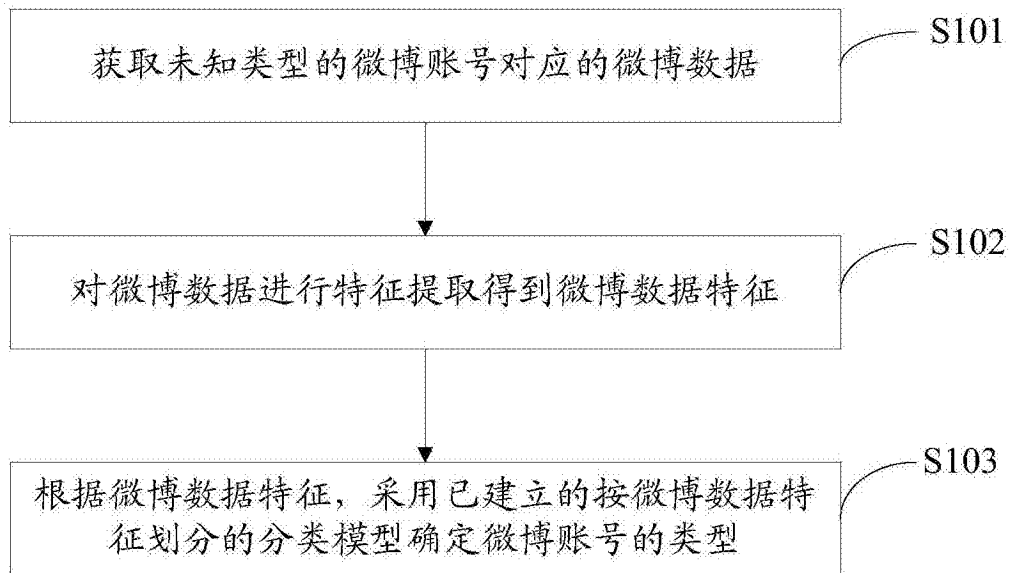 获取未知类型的微博账号对应的微博数据
S101
对微博数据进行特征提取得到微博数据特征
S102
根据微博数据特征，采用已建立的按微博数据特
征划分的分类模型确定微博账号的类型
S103